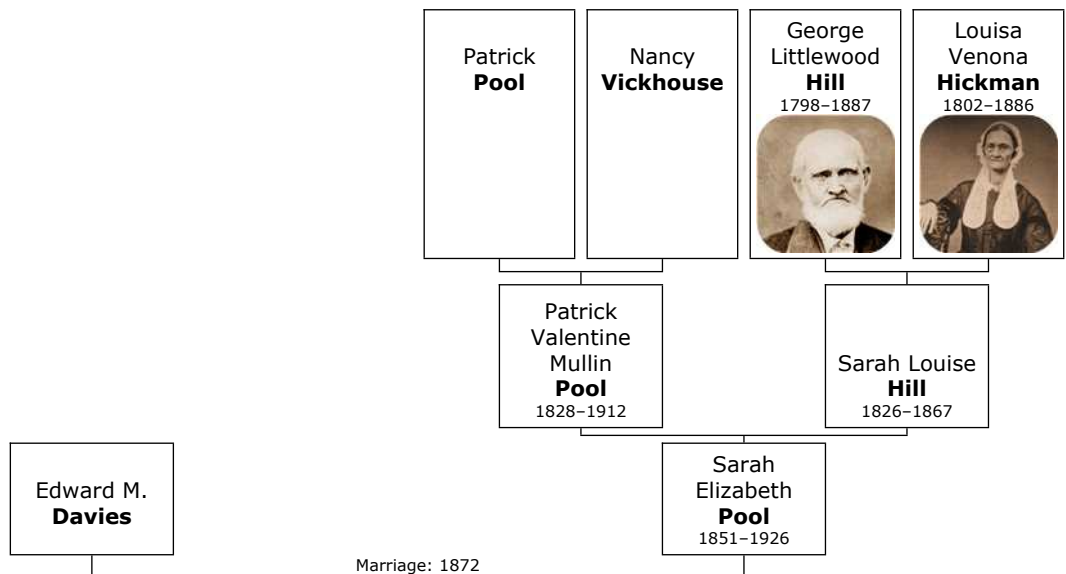 Patrick
Pool
Nancy
Vickhouse
George
Littlewood
Hill
1798–1887
Louisa
Venona
Hickman
1802–1886
Patrick
Valentine
Mullin
Pool
1828–1912
Sarah Louise
Hill
1826–1867
Edward M.
Davies
Sarah
Elizabeth
Pool
1851–1926
Marriage: 1872